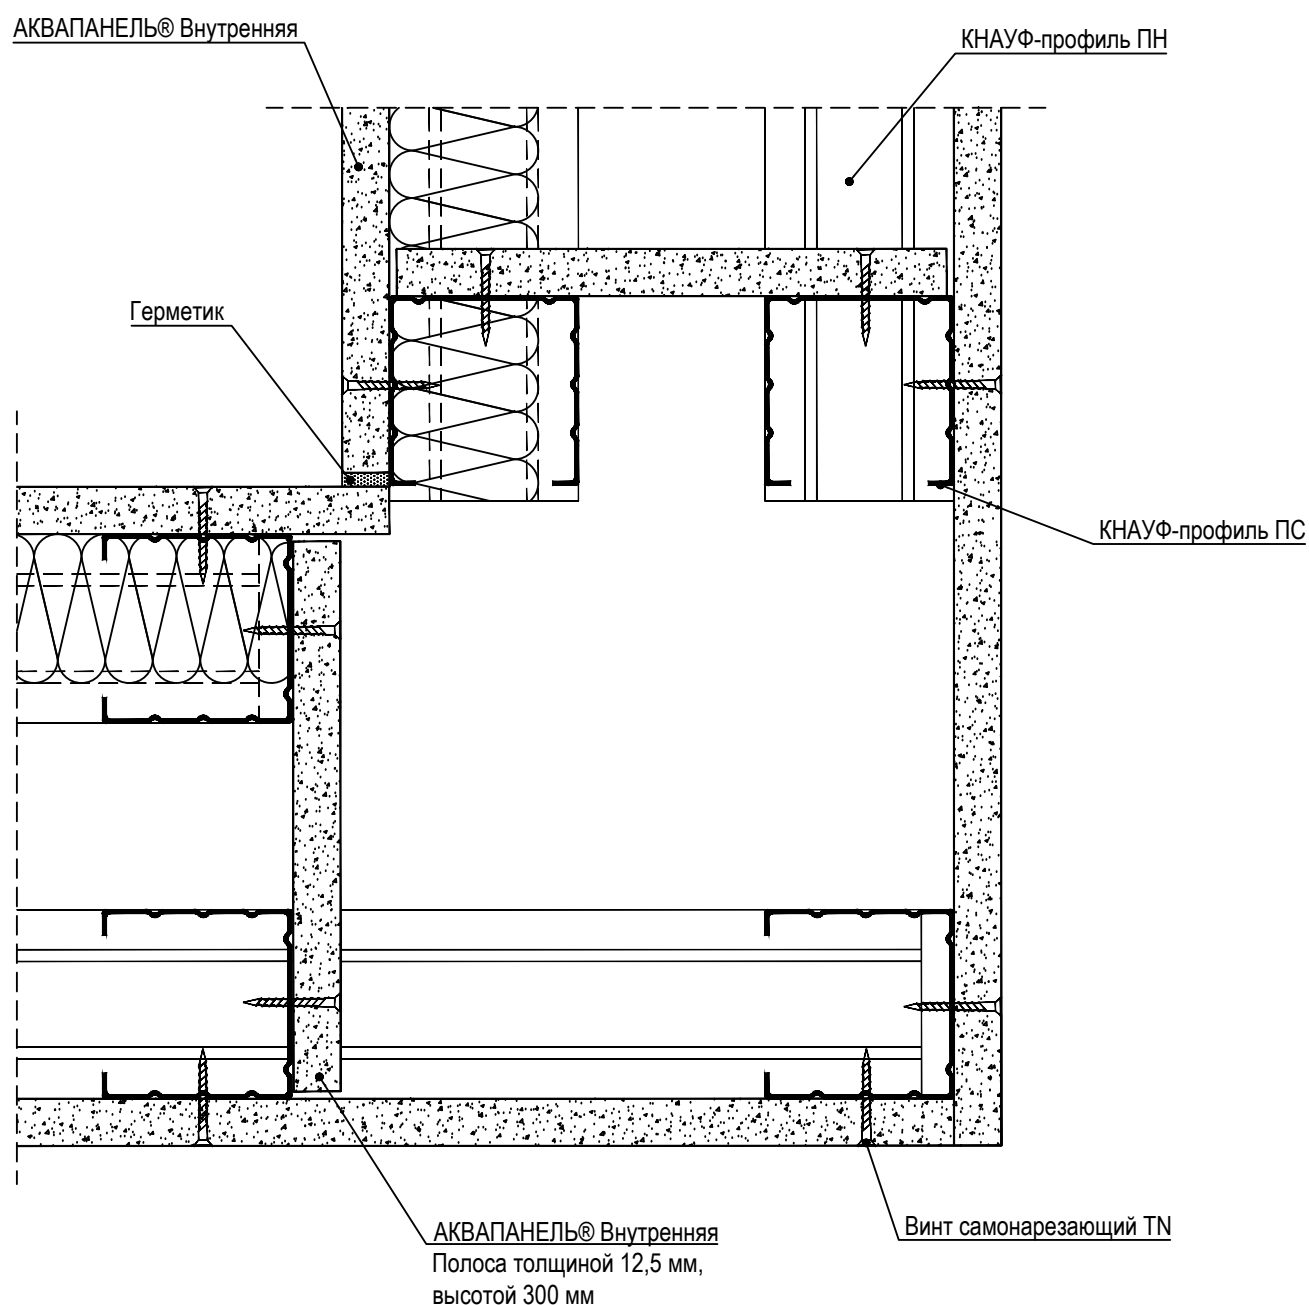 АКВАПАНЕЛЬ® Внутренняя
КНАУФ-профиль ПН
Герметик
КНАУФ-профиль ПС
Винт самонарезающий TN
АКВАПАНЕЛЬ® Внутренняя
Полоса толщиной 12,5 мм,
высотой 300 мм